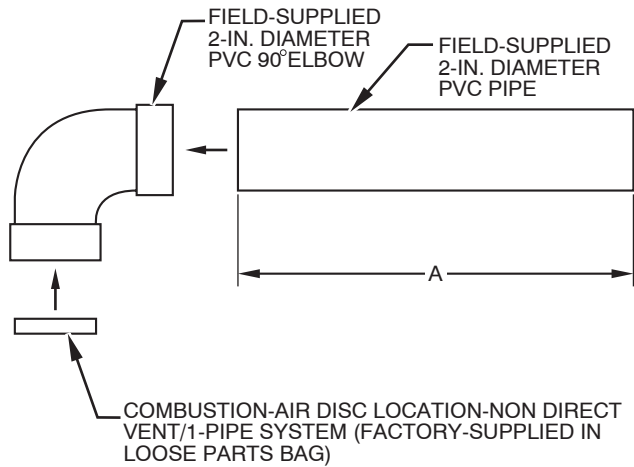 FIELD-SUPPLIED
2-IN. DIAMETER
PVC 90°ELBOW
FIELD-SUPPLIED
2-IN. DIAMETER
PVC PIPE
A
COMBUSTION-AIR DISC LOCATION-NON DIRECT
VENT/1-PIPE SYSTEM (FACTORY-SUPPLIED IN
LOOSE PARTS BAG)